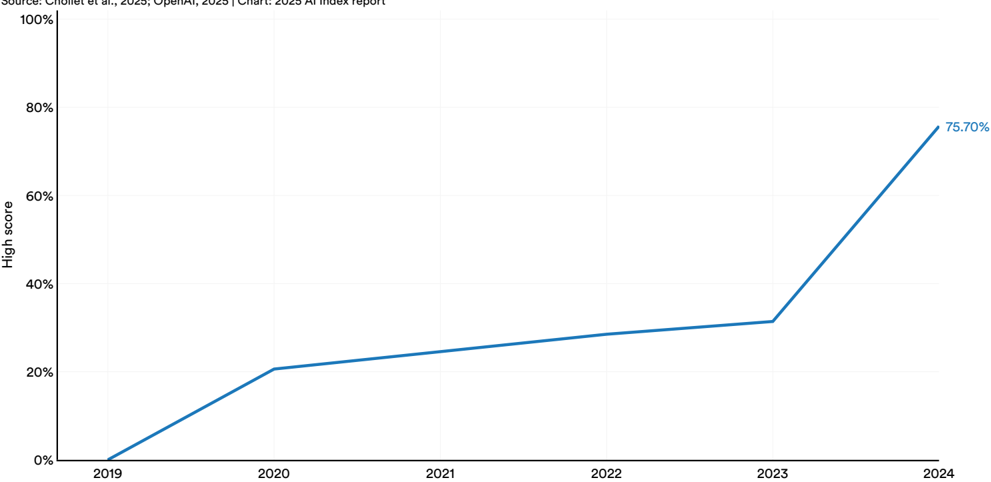 Source: Chollet et al., 2025; OpenAI, 2025 | Chart: 2025 AI Index report
100%
80%
75.70%
60%
High score
40%
20%
0%
2019 2020 2021 2022 2023 2024